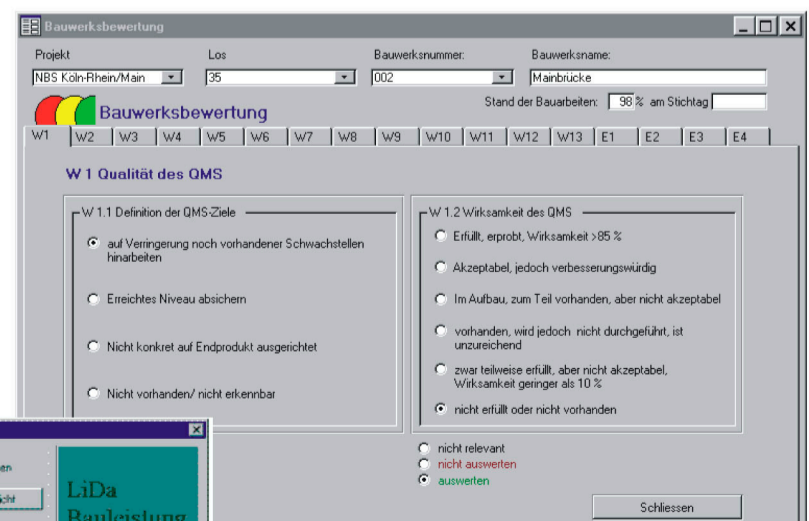 Bauwerksbewertung
Projekt Los Bauwerksnummer: Bauwerksname:
NBS Köln-Rhein/Main 35 002 Mainbrücke
Stand der Bauarbeiten: 98 % am Stichtag
Bauwerksbewertung
W1 W2 W3 W4 W5 W6 W7 W8 W9 W10 W11 W12 W13 E1 E2 E3 E4
W 1 Qualität des QMS
W 1.1 Definition der QMS-Ziele
auf Verringerung noch vorhandener Schwachstellen
hinarbeiten
Erreichtes Niveau absichern
Nicht konkret auf Endprodukt ausgerichtet
Nicht vorhanden/ nicht erkennbar
W 1.2 Wirksamkeit des QMS
Erfüllt, erprobt, Wirksamkeit >85 %
Akzeptabel, jedoch verbesserungswürdig
Im Aufbau, zum Teil vorhanden, aber nicht akzeptabel
vorhanden, wird jedoch nicht durchgeführt, ist
unzureichend
zwar teilweise erfüllt, aber nicht akzeptabel,
Wirksamkeit geringer als 10 %
nicht erfüllt oder nicht vorhanden
nicht relevant
nicht auswerten
auswerten
Schliessen
LiDa
Bauleistung